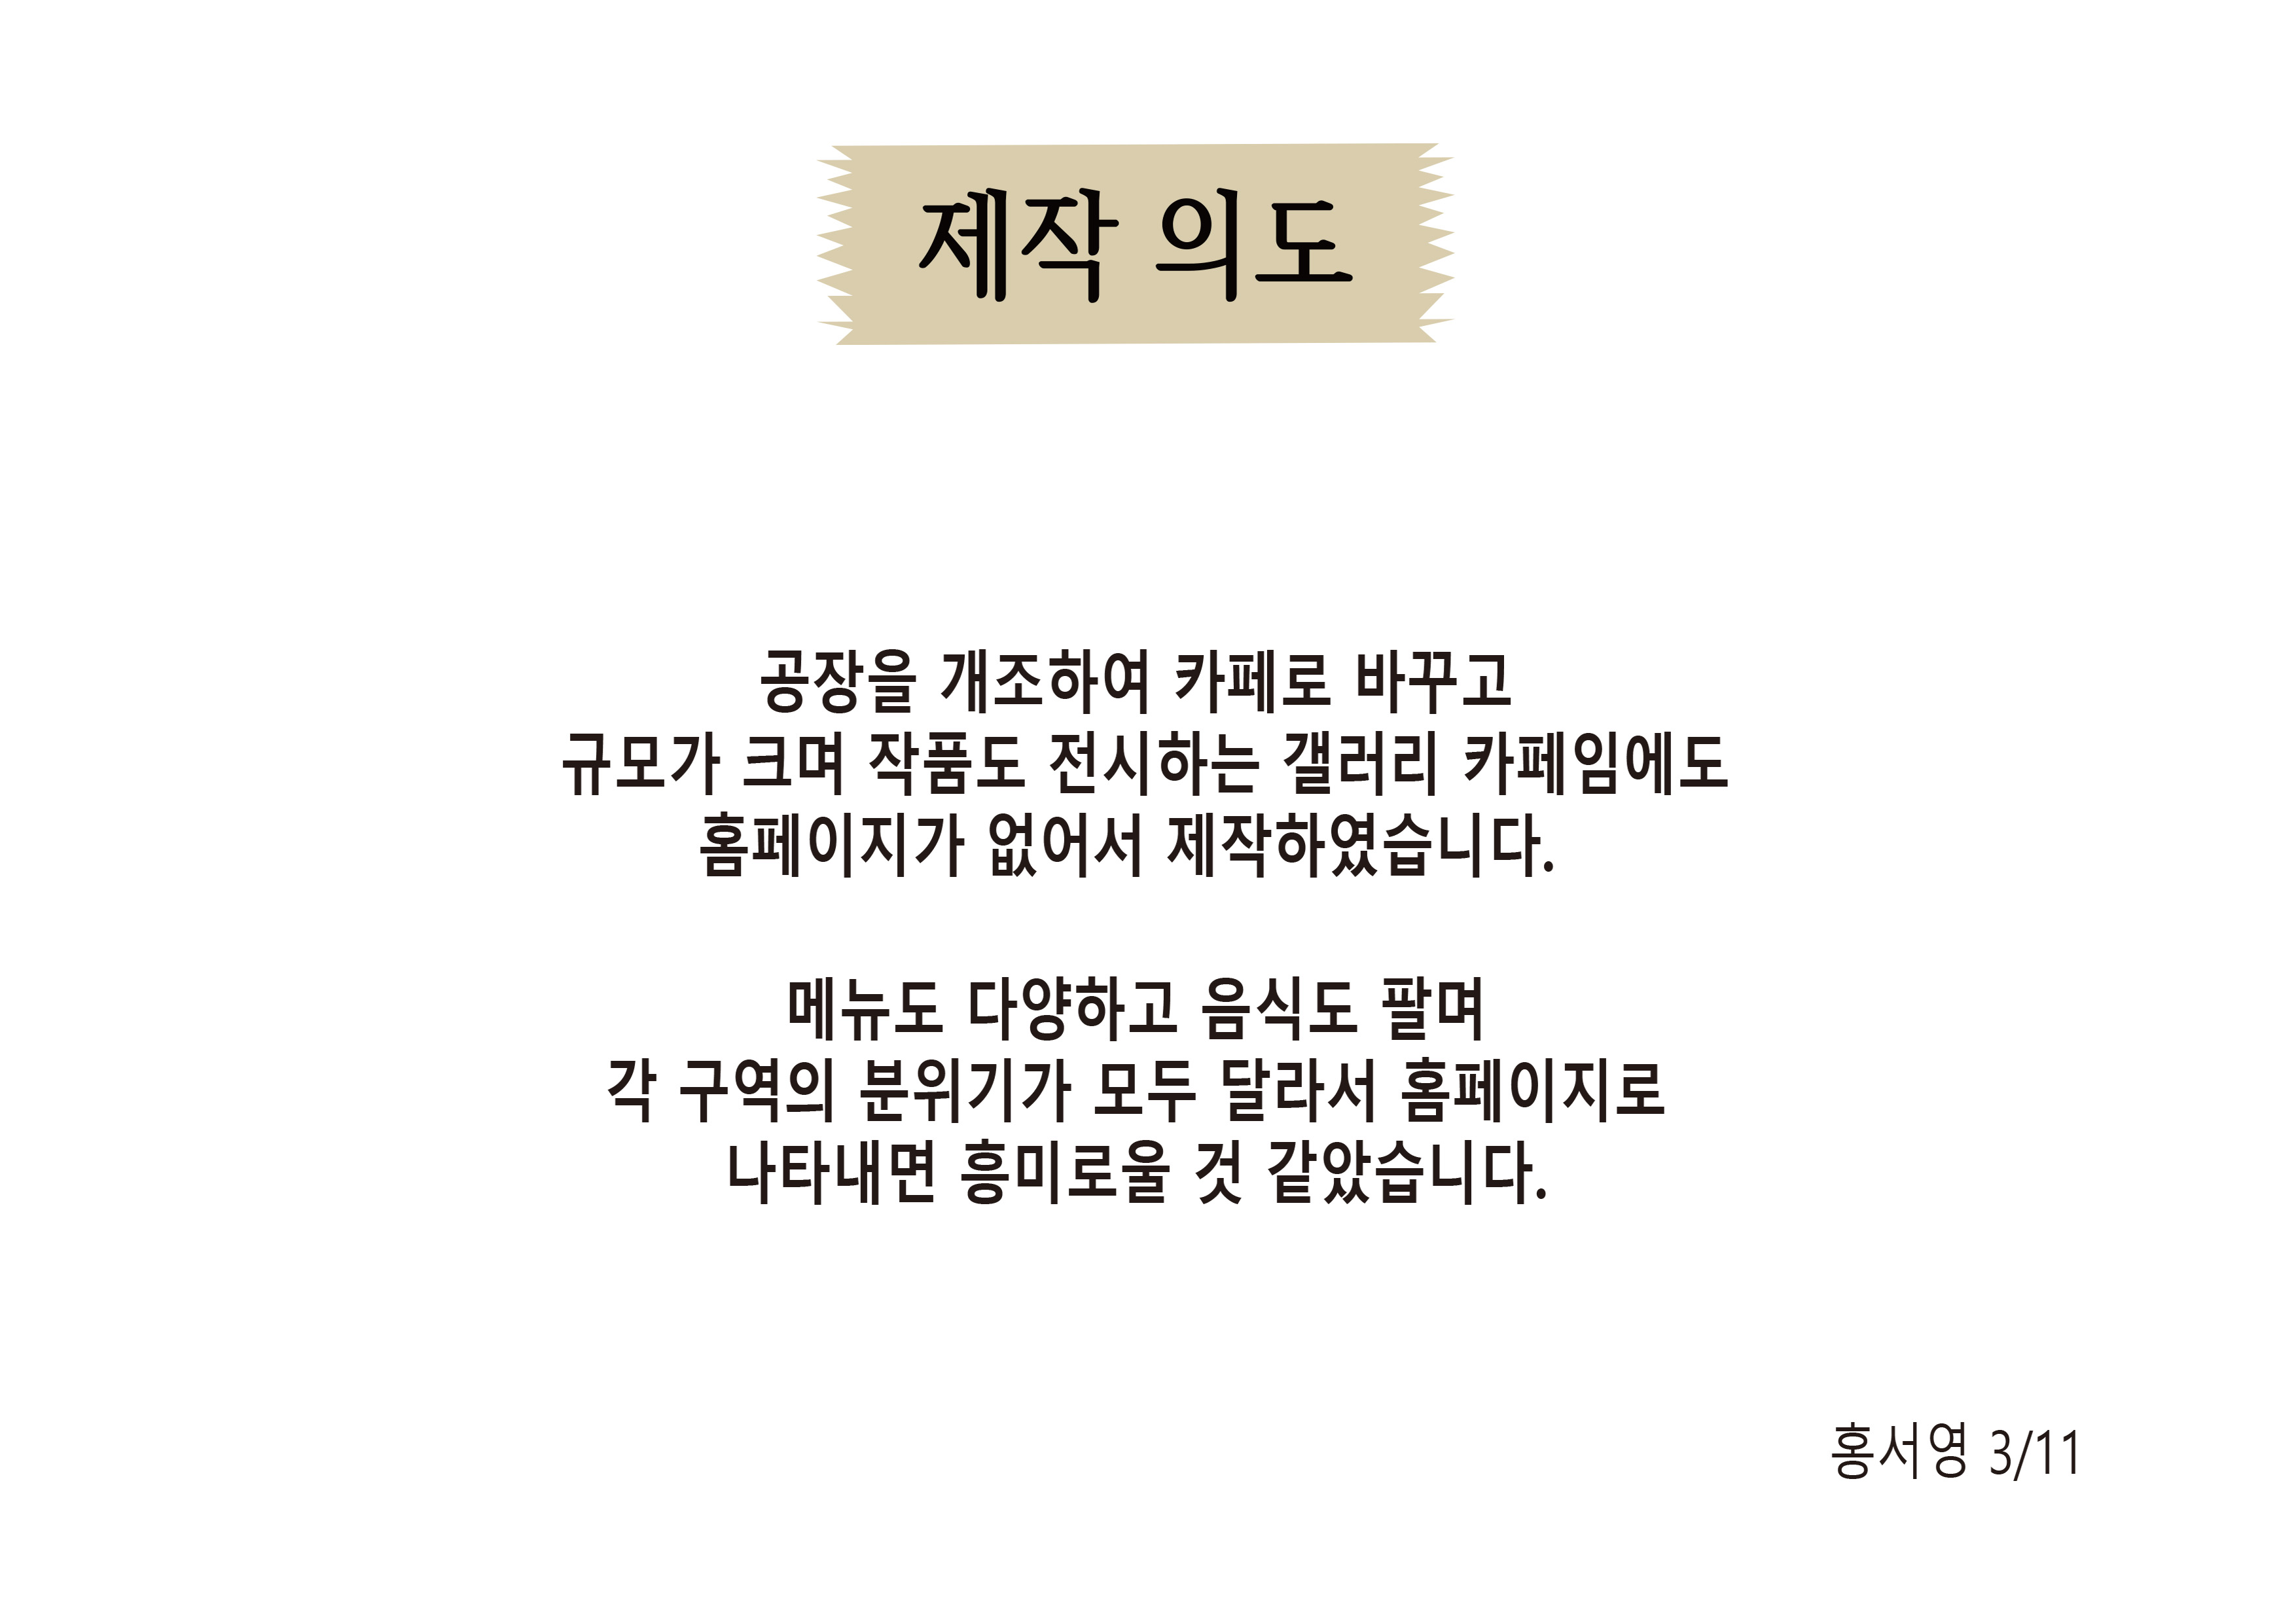 제작 의도
공장을 개조하여 카페로 바꾸고
규모가 크며 작품도 전시하는 갤러리 카페임에도
홈페이지가 없어서 제작하였습니다.
메뉴도 다양하고 음식도 팔며
각 구역의 분위기가 모두 달라서 홈페이지로
나타내면 흥미로울 것 같았습니다.
홍서영 3/11